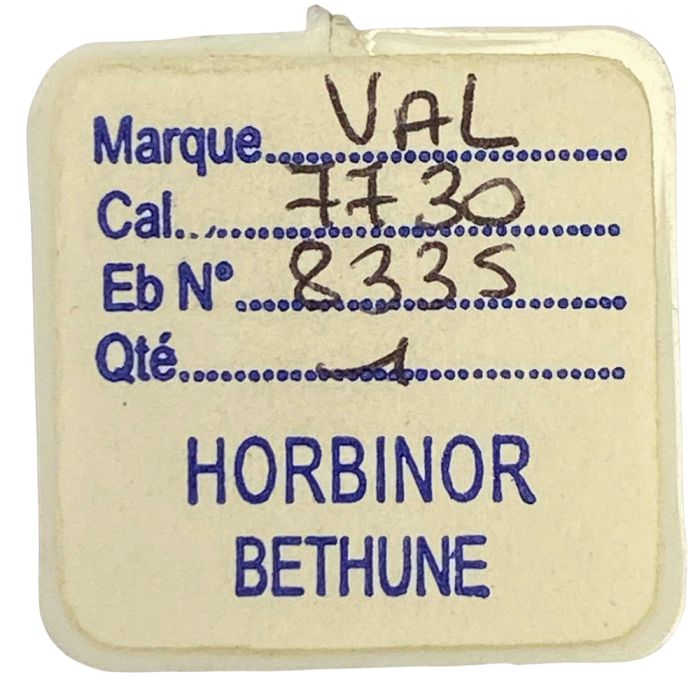 Marque VAL
Cal. 7730
Eb N° 8335
Qté 1
HORBINOR
BETHUNE